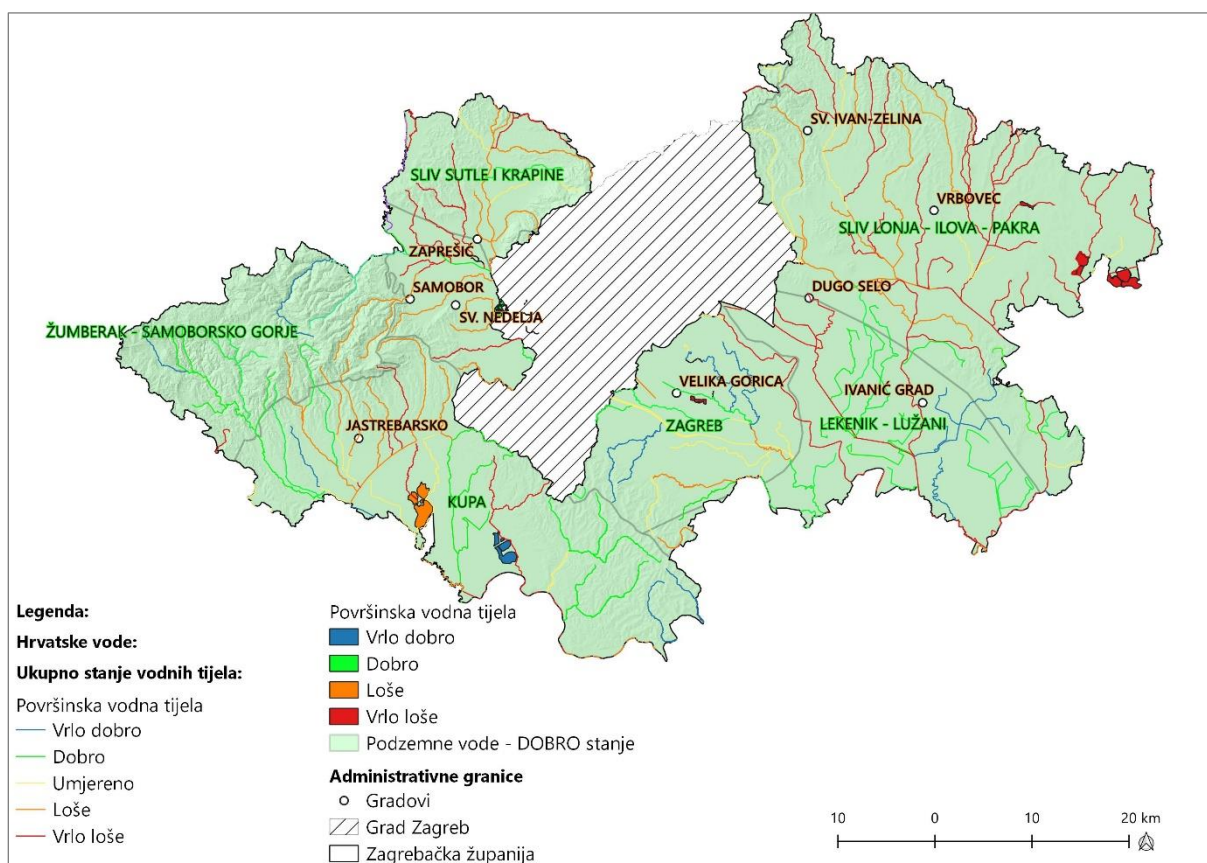 SV. IVAN-ZELINA
SLIV SUTLE I KRAPINE
VRBOVEC
SLIV LONJA - ILOVA - PAKRA
ZAPREŠIĆ
SAMOBOR
DUGO SELO
SV. NEDELJA
ŽUMBERAK - SAMOBORSKO GORJE
VELIKA GORICA
IVANIĆ GRAD
JASTREBARSKO
ZAGREB
LEKENIK - LUŽANI
KUPA
Legenda:
Hrvatske vode:
Ukupno stanje vodnih tijela:
Površinska vodna tijela
Vrlo dobro
Dobro
Umjereno
Loše
Vrlo loše
Površinska vodna tijela
Vrlo dobro
Dobro
Loše
Vrlo loše
Podzemne vode - DOBRO stanje
Administrativne granice
Gradovi
Grad Zagreb
Zagrebačka županija
10 0 10 20 km